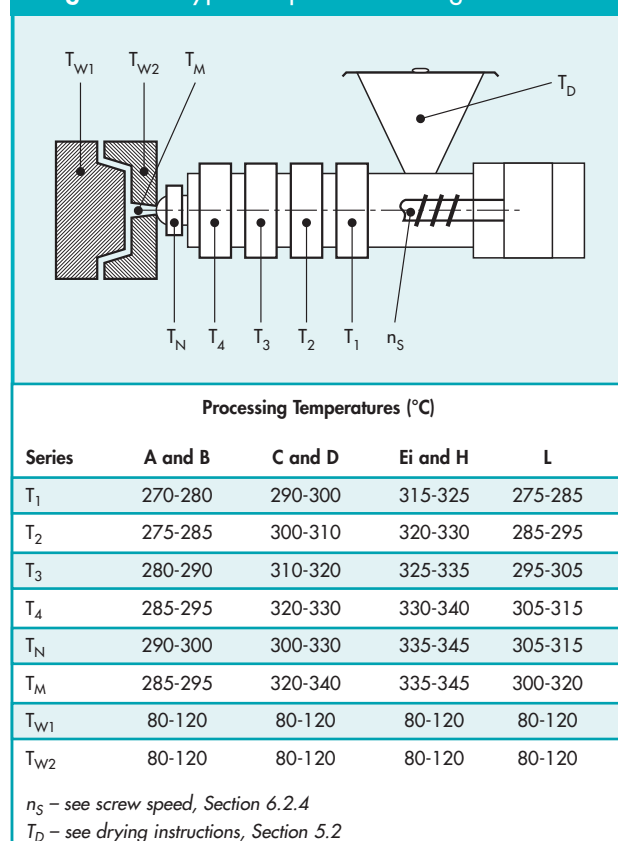 T_W1 T_W2 T_M
T_D
T_N T_4 T_3 T_2 T_1 n_S
Processing Temperatures (°C)
Series A and B C and D Ei and H L
T_1 270-280 290-300 315-325 275-285
T_2 275-285 300-310 320-330 285-295
T_3 280-290 310-320 325-335 295-305
T_4 285-295 320-330 330-340 305-315
T_N 290-300 300-330 335-345 305-315
T_M 285-295 320-340 335-345 300-320
T_W1 80-120 80-120 80-120 80-120
T_W2 80-120 80-120 80-120 80-120
n_S – see screw speed, Section 6.2.4
T_D – see drying instructions, Section 5.2